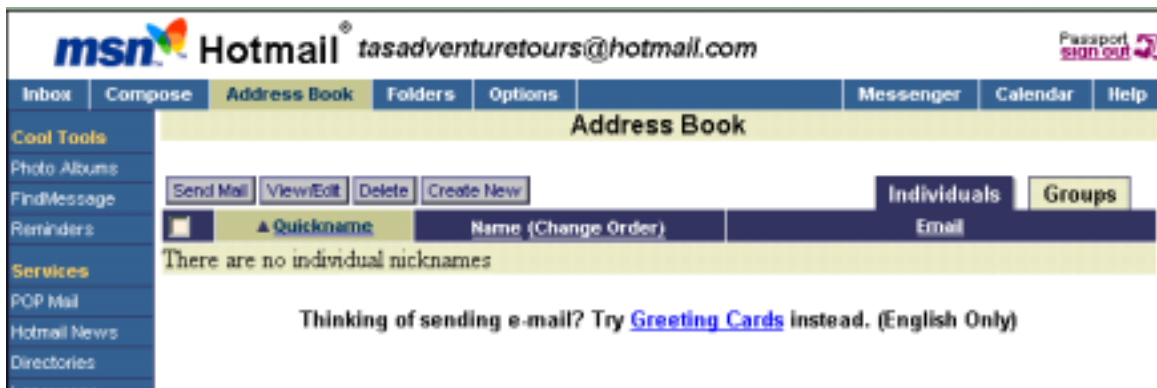 msn Hotmail® tasadventuretours@hotmail.com
Passport sign out
Inbox Compose Address Book Folders Options Messenger Calendar Help
Cool Tools
Photo Albums
FindMessage
Reminders
Services
POP Mail
Hotmail News
Directories
Address Book
Send Mail View/Edit Delete Create New
Individuals Groups
Quickname Name (Change Order) Email
There are no individual nicknames
Thinking of sending e-mail? Try Greeting Cards instead. (English Only)